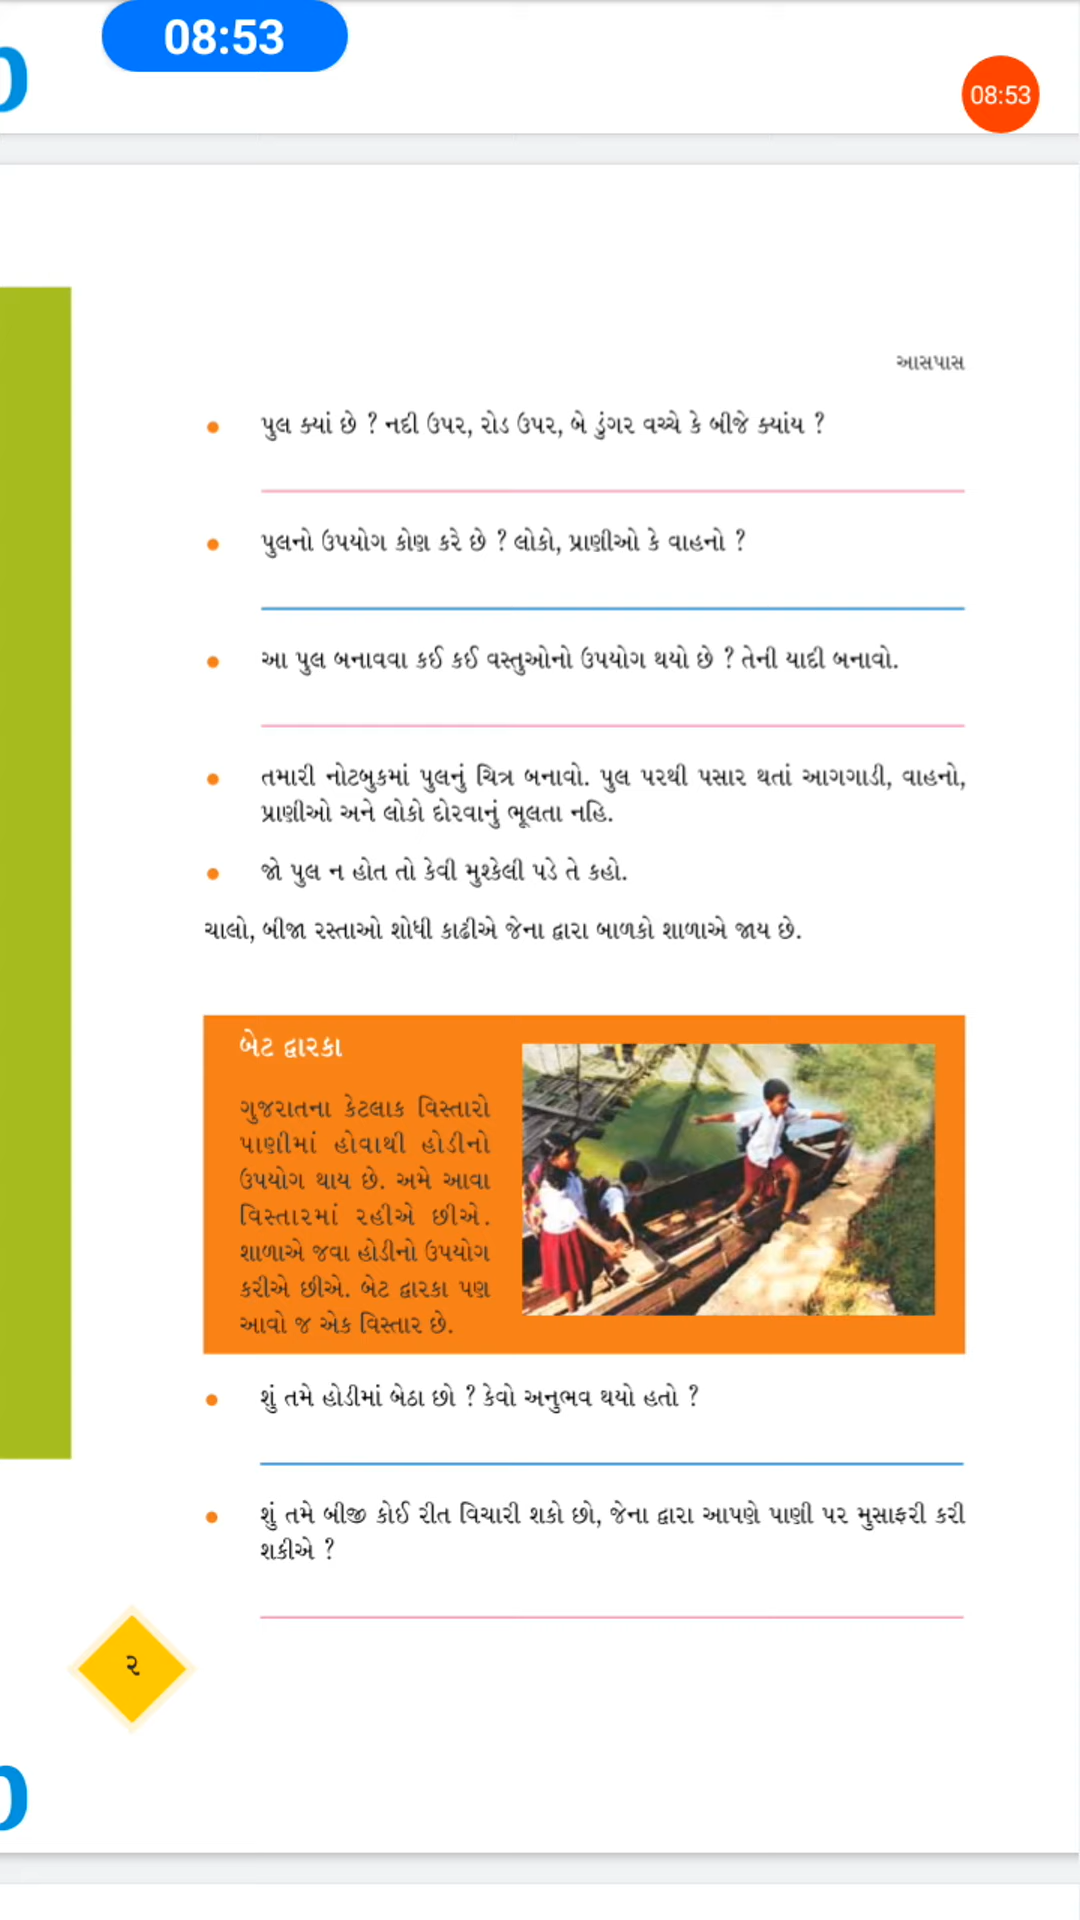 08:53
08:53
આસપાસ
પુલ ક્યાં છે ? નદી ઉપર, રોડ ઉપર, બે ડુંગર વચ્ચે કે બીજે ક્યાંય ?
પુલનો ઉપયોગ કોણ કરે છે ? લોકો, પ્રાણીઓ કે વાહનો ?
આ પુલ બનાવવા કઈ કઈ વસ્તુઓનો ઉપયોગ થયો છે ? તેની યાદી બનાવો.
તમારી નોટબુકમાં પુલનું ચિત્ર બનાવો. પુલ પરથી પસાર થતાં આગગાડી, વાહનો,
પ્રાણીઓ અને લોકો દોરવાનું ભૂલતા નહિ.
જો પુલ ન હોત તો કેવી મુશ્કેલી પડે તે કહો.
ચાલો, બીજા રસ્તાઓ શોધી કાઢીએ જેના દ્વારા બાળકો શાળાએ જાય છે.
બેટ દ્વારકા
ગુજરાતના કેટલાક વિસ્તારો
પાણીમાં હોવાથી હોડીનો
ઉપયોગ થાય છે. અમે આવા
વિસ્તારમાં રહીએ છીએ.
શાળાએ જવા હોડીનો ઉપયોગ
કરીએ છીએ. બેટ દ્વારકા પણ
આવો જ એક વિસ્તાર છે.
શું તમે હોડીમાં બેઠા છો ? કેવો અનુભવ થયો હતો ?
શું તમે બીજી કોઈ રીત વિચારી શકો છો, જેના દ્વારા આપણે પાણી પર મુસાફરી કરી
શકીએ ?
૨